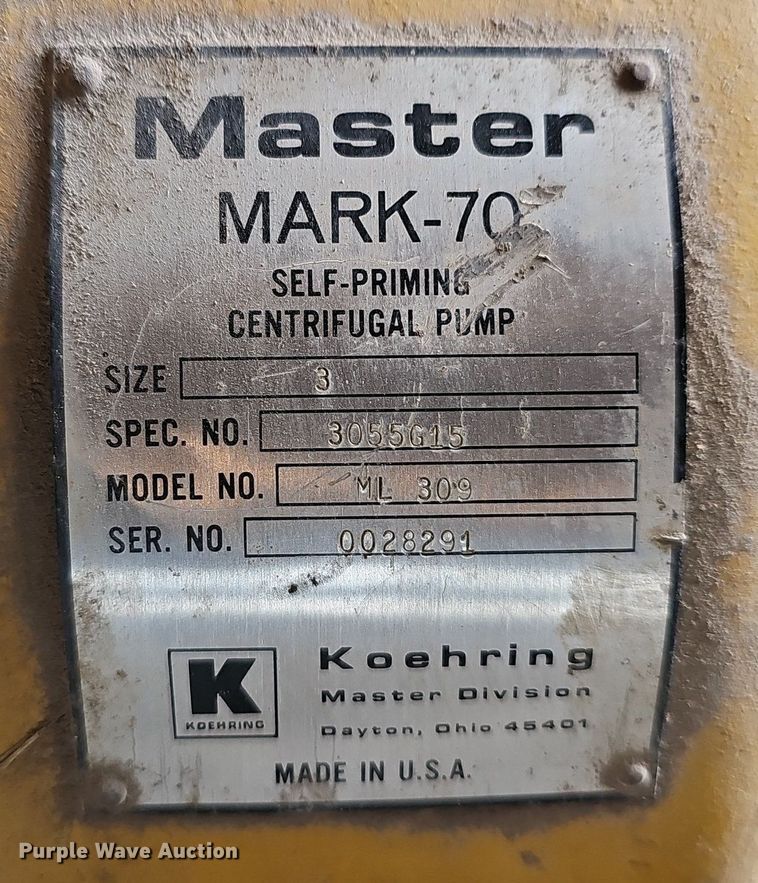 Master
MARK-70
SELF-PRIMING
CENTRIFUGAL PUMP
SIZE 3
SPEC. NO. 3055G15
MODEL NO. ML 309
SER. NO. 0028291
K
KOEHRING
Koehring
Master Division
Dayton, Ohio 45401
MADE IN U.S.A.
Purple Wave Auction